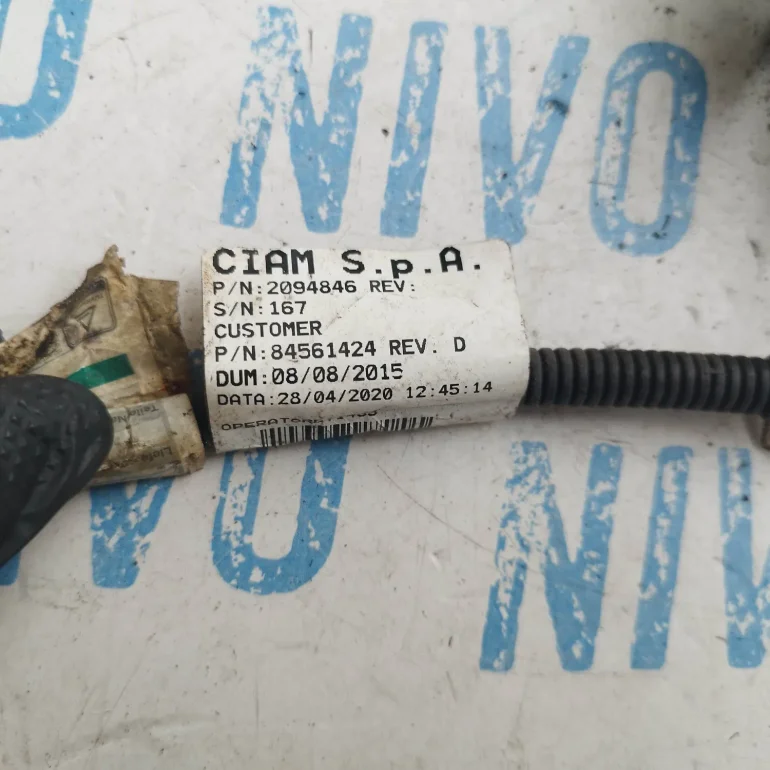 NIVO
CIAM S.p.A.
P/N:2094846 REV:
S/N:167
CUSTOMER
P/N:84561424 REV. D
DUM:08/08/2015
DATA:28/04/2020 12:45:14
IVO
NIVO